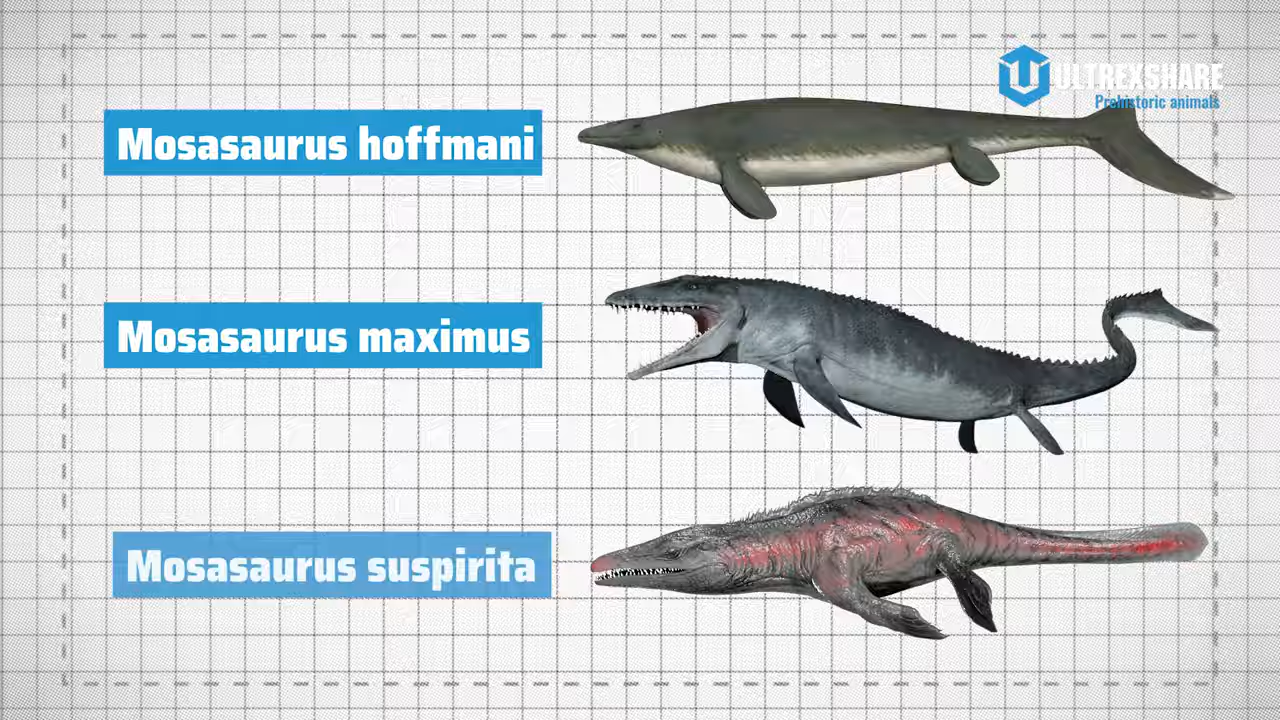 ULTREXSHARE
Prehistoric animals
Mosasaurus hoffmani
Mosasaurus maximus
Mosasaurus suspirita